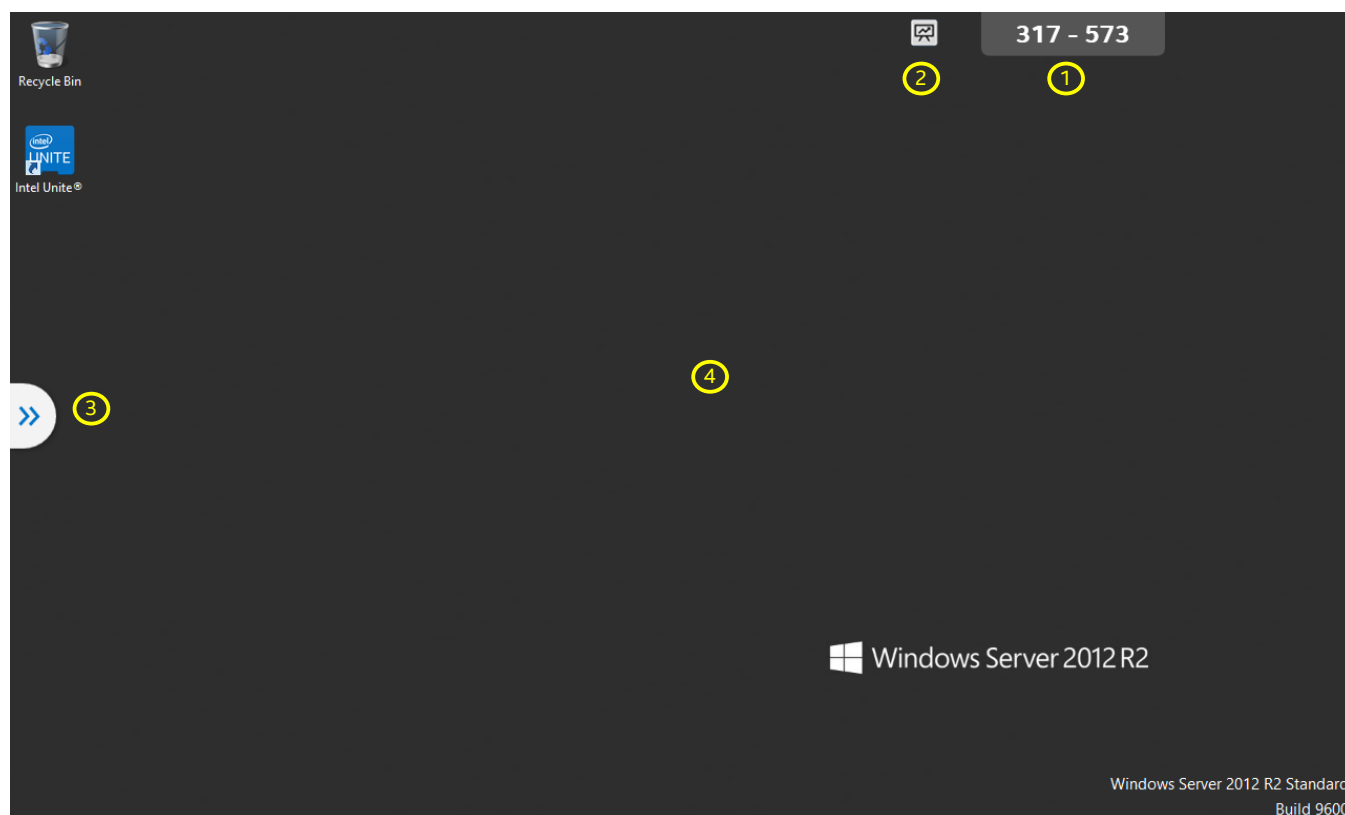 317 - 573
2
1
Recycle Bin
(intel)
UNITE
Intel Unite®
4
3
Windows Server 2012 R2
Windows Server 2012 R2 Standard
Build 9600